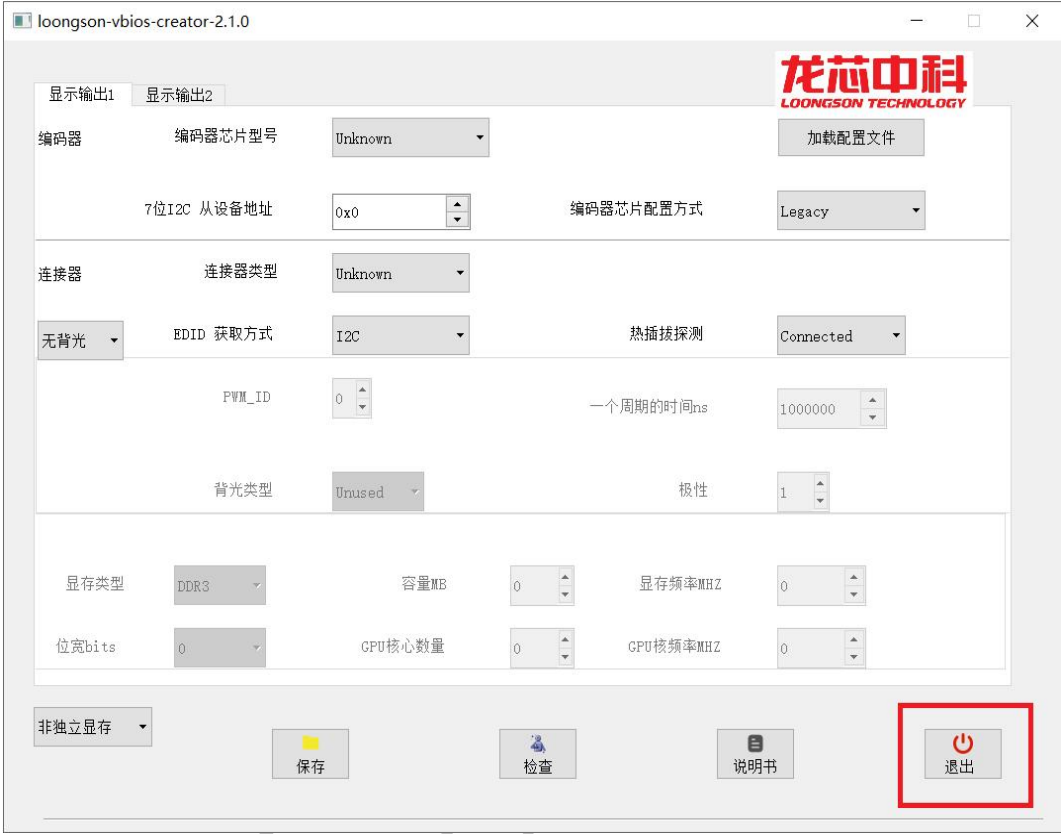 loongson-vbios-creator-2.1.0
龙芯中科
LOONGSON TECHNOLOGY
显示输出1 显示输出2
编码器 编码器芯片型号 Unknown 加载配置文件
7位I2C 从设备地址 0x0 编码器芯片配置方式 Legacy
连接器 连接器类型 Unknown
无背光 EDID 获取方式 I2C 热插拔探测 Connected
PWM_ID 0 一个周期的时间ns 1000000
背光类型 Unused 极性 1
显存类型 DDR3 容量MB 0 显存频率MHZ 0
位宽bits 0 GPU核心数量 0 GPU核频率MHZ 0
非独立显存
保存 检查 说明书 退出